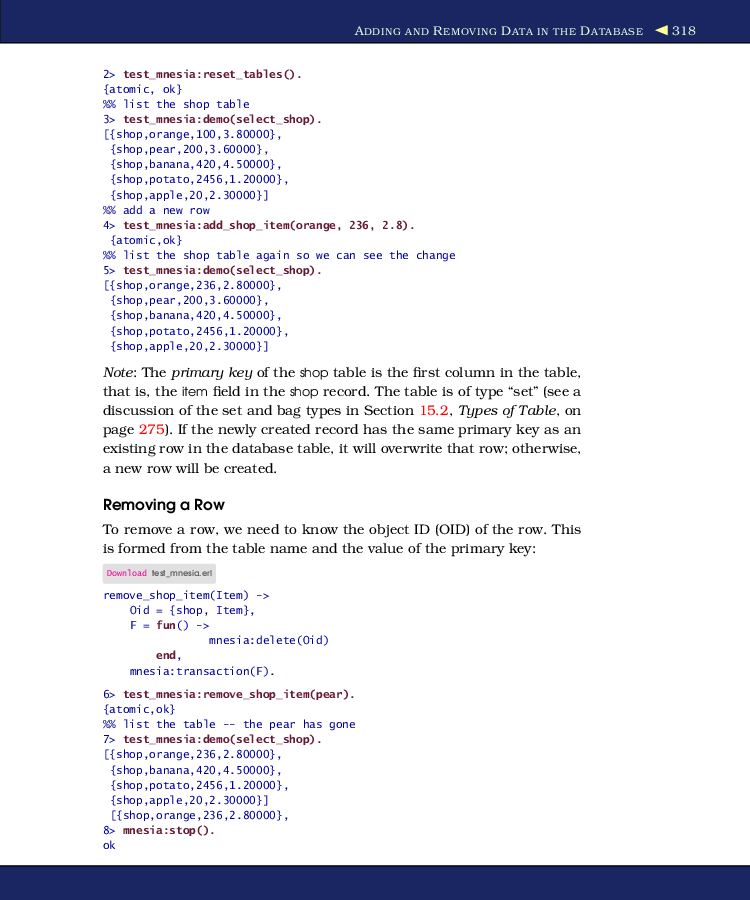 ADDING AND REMOVING DATA IN THE DATABASE ◀ 318
2> test_mnesia:reset_tables().
{atomic, ok}
%% list the shop table
3> test_mnesia:demo(select_shop).
[{shop,orange,100,3.80000},
{shop,pear,200,3.60000},
{shop,banana,420,4.50000},
{shop,potato,2456,1.20000},
{shop,apple,20,2.30000}]
%% add a new row
4> test_mnesia:add_shop_item(orange, 236, 2.8).
{atomic,ok}
%% list the shop table again so we can see the change
5> test_mnesia:demo(select_shop).
[{shop,orange,236,2.80000},
{shop,pear,200,3.60000},
{shop,banana,420,4.50000},
{shop,potato,2456,1.20000},
{shop,apple,20,2.30000}]
Note: The primary key of the shop table is the first column in the table,
that is, the item field in the shop record. The table is of type “set” (see a
discussion of the set and bag types in Section 15.2, Types of Table, on
page 275). If the newly created record has the same primary key as an
existing row in the database table, it will overwrite that row; otherwise,
a new row will be created.
Removing a Row
To remove a row, we need to know the object ID (OID) of the row. This
is formed from the table name and the value of the primary key:
Download test_mnesia.erl
remove_shop_item(Item) ->
Oid = {shop, Item},
F = fun() ->
mnesia:delete(Oid)
end,
mnesia:transaction(F).
6> test_mnesia:remove_shop_item(pear).
{atomic,ok}
%% list the table -- the pear has gone
7> test_mnesia:demo(select_shop).
[{shop,orange,236,2.80000},
{shop,banana,420,4.50000},
{shop,potato,2456,1.20000},
{shop,apple,20,2.30000}]
[{shop,orange,236,2.80000},
8> mnesia:stop().
ok